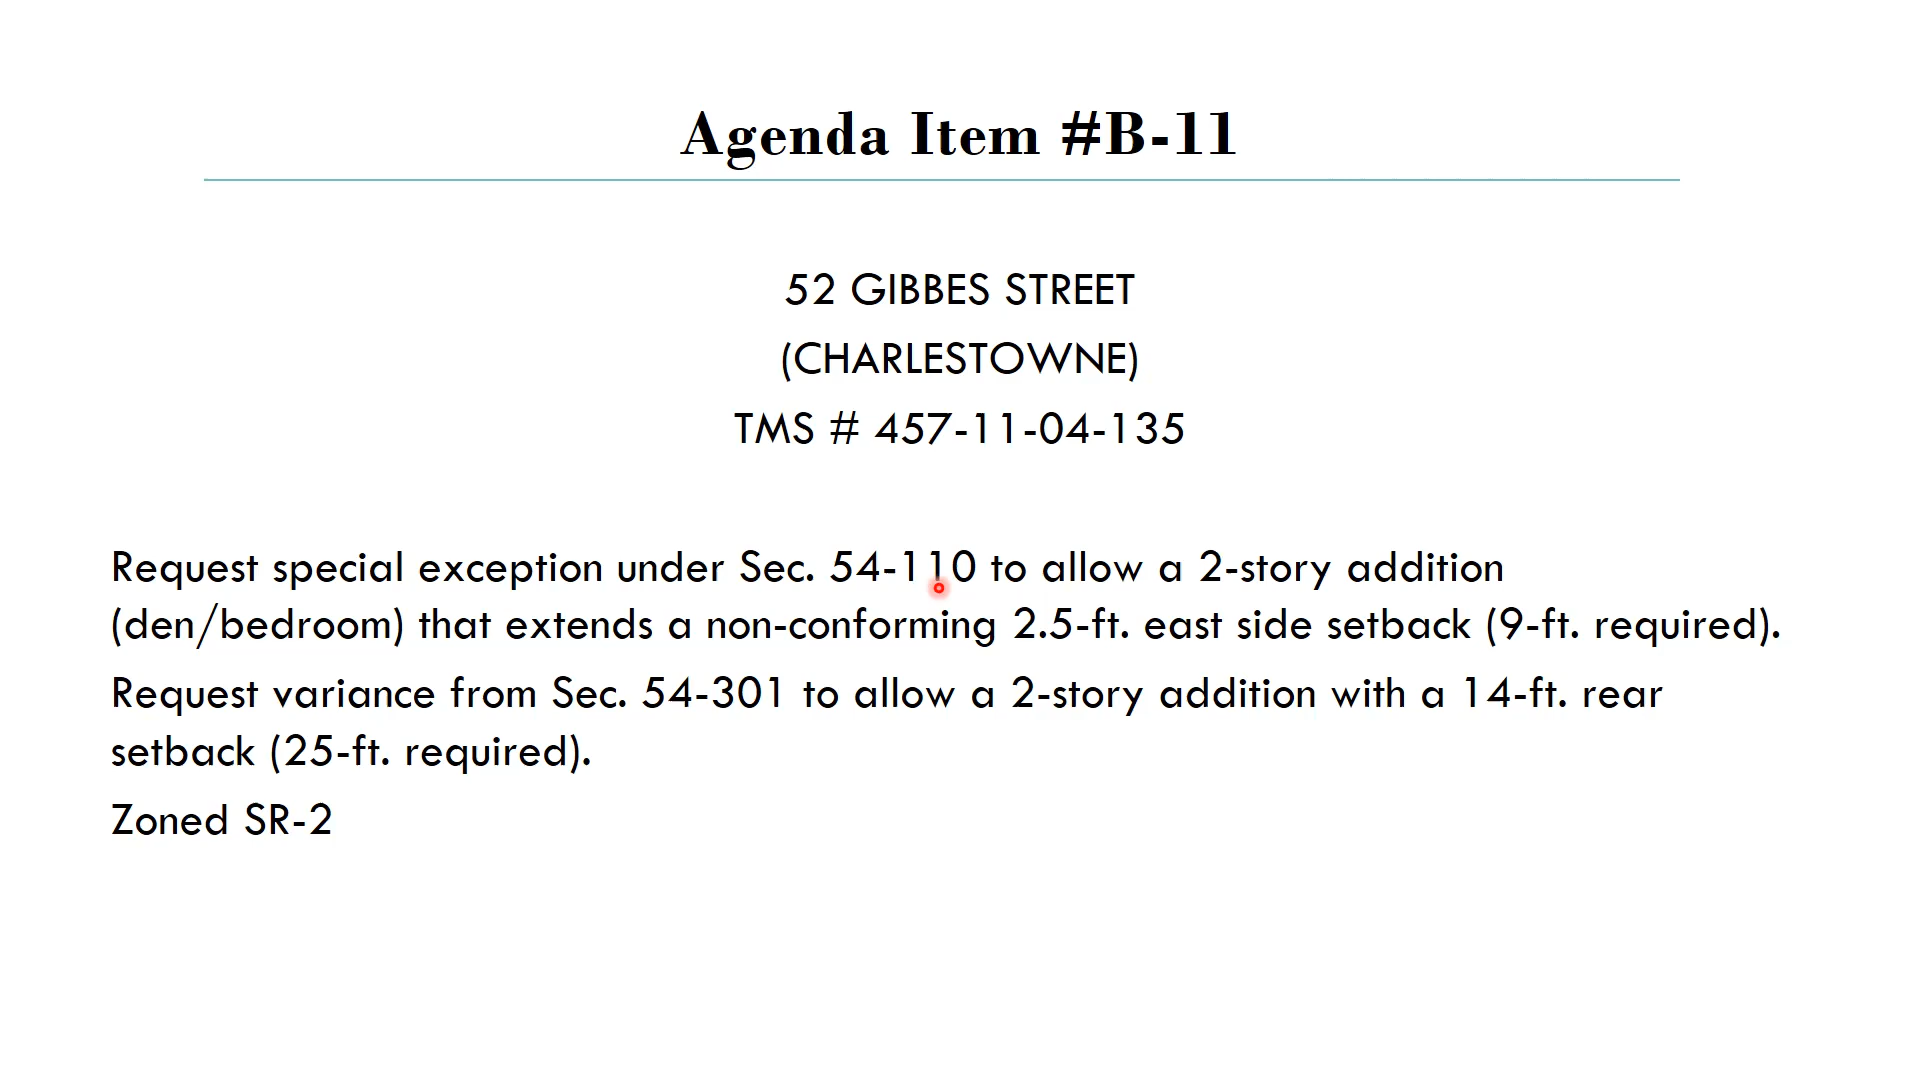 Agenda Item #B-11
52 GIBBES STREET
(CHARLESTOWNE)
TMS # 457-11-04-135
Request special exception under Sec. 54-110 to allow a 2-story addition
(den/bedroom) that extends a non-conforming 2.5-ft. east side setback (9-ft. required).
Request variance from Sec. 54-301 to allow a 2-story addition with a 14-ft. rear
setback (25-ft. required).
Zoned SR-2